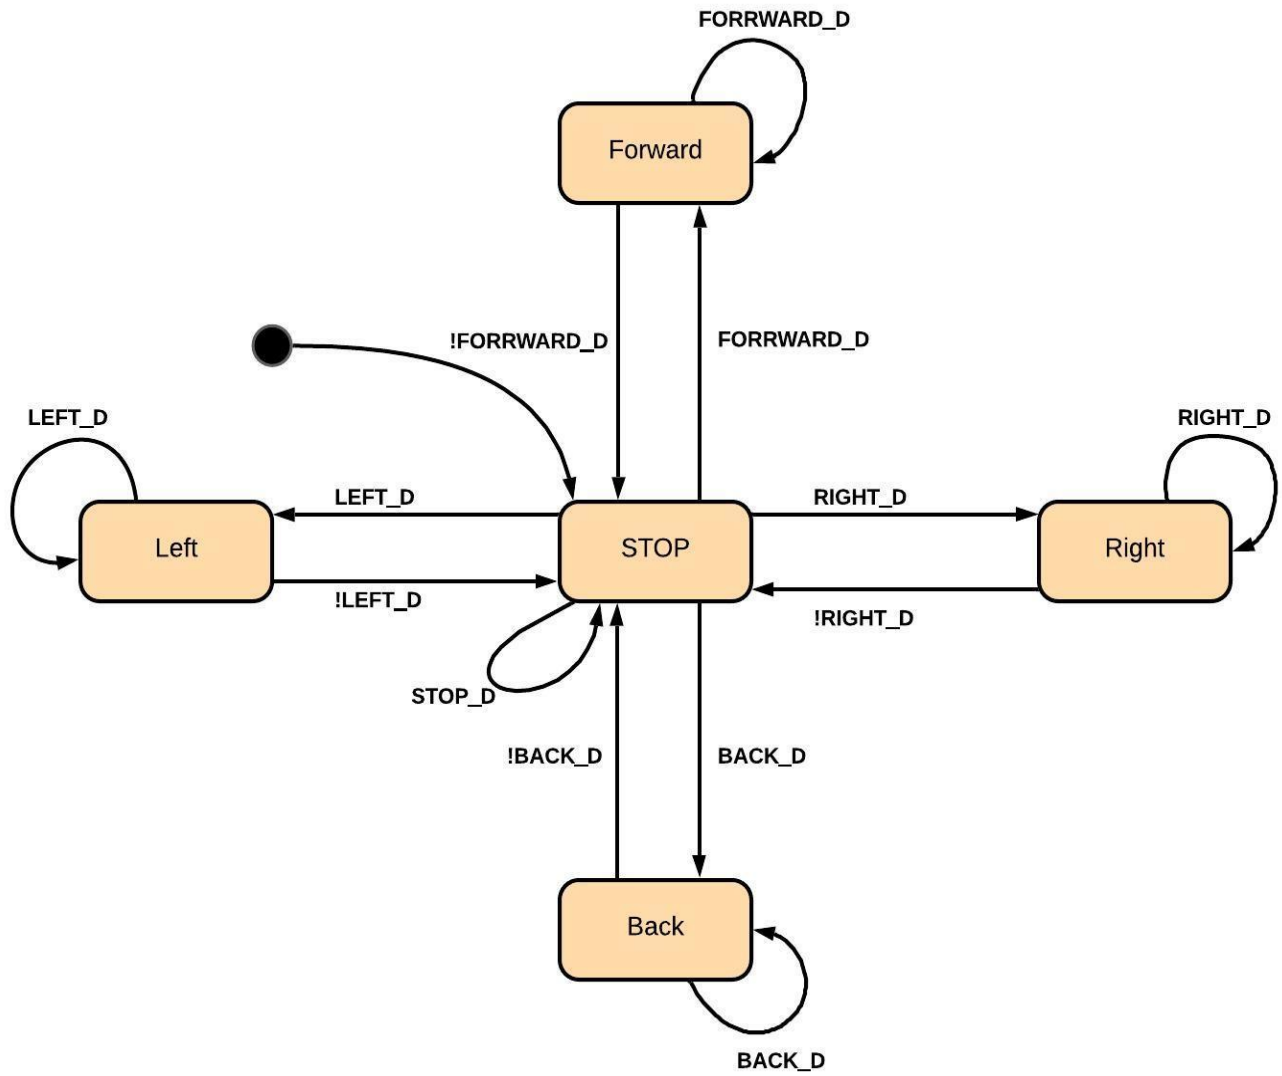 FORRWARD_D
Forward
!FORRWARD_D
FORRWARD_D
LEFT_D
RIGHT_D
LEFT_D
RIGHT_D
Left
STOP
Right
!LEFT_D
!RIGHT_D
STOP_D
!BACK_D
BACK_D
Back
BACK_D